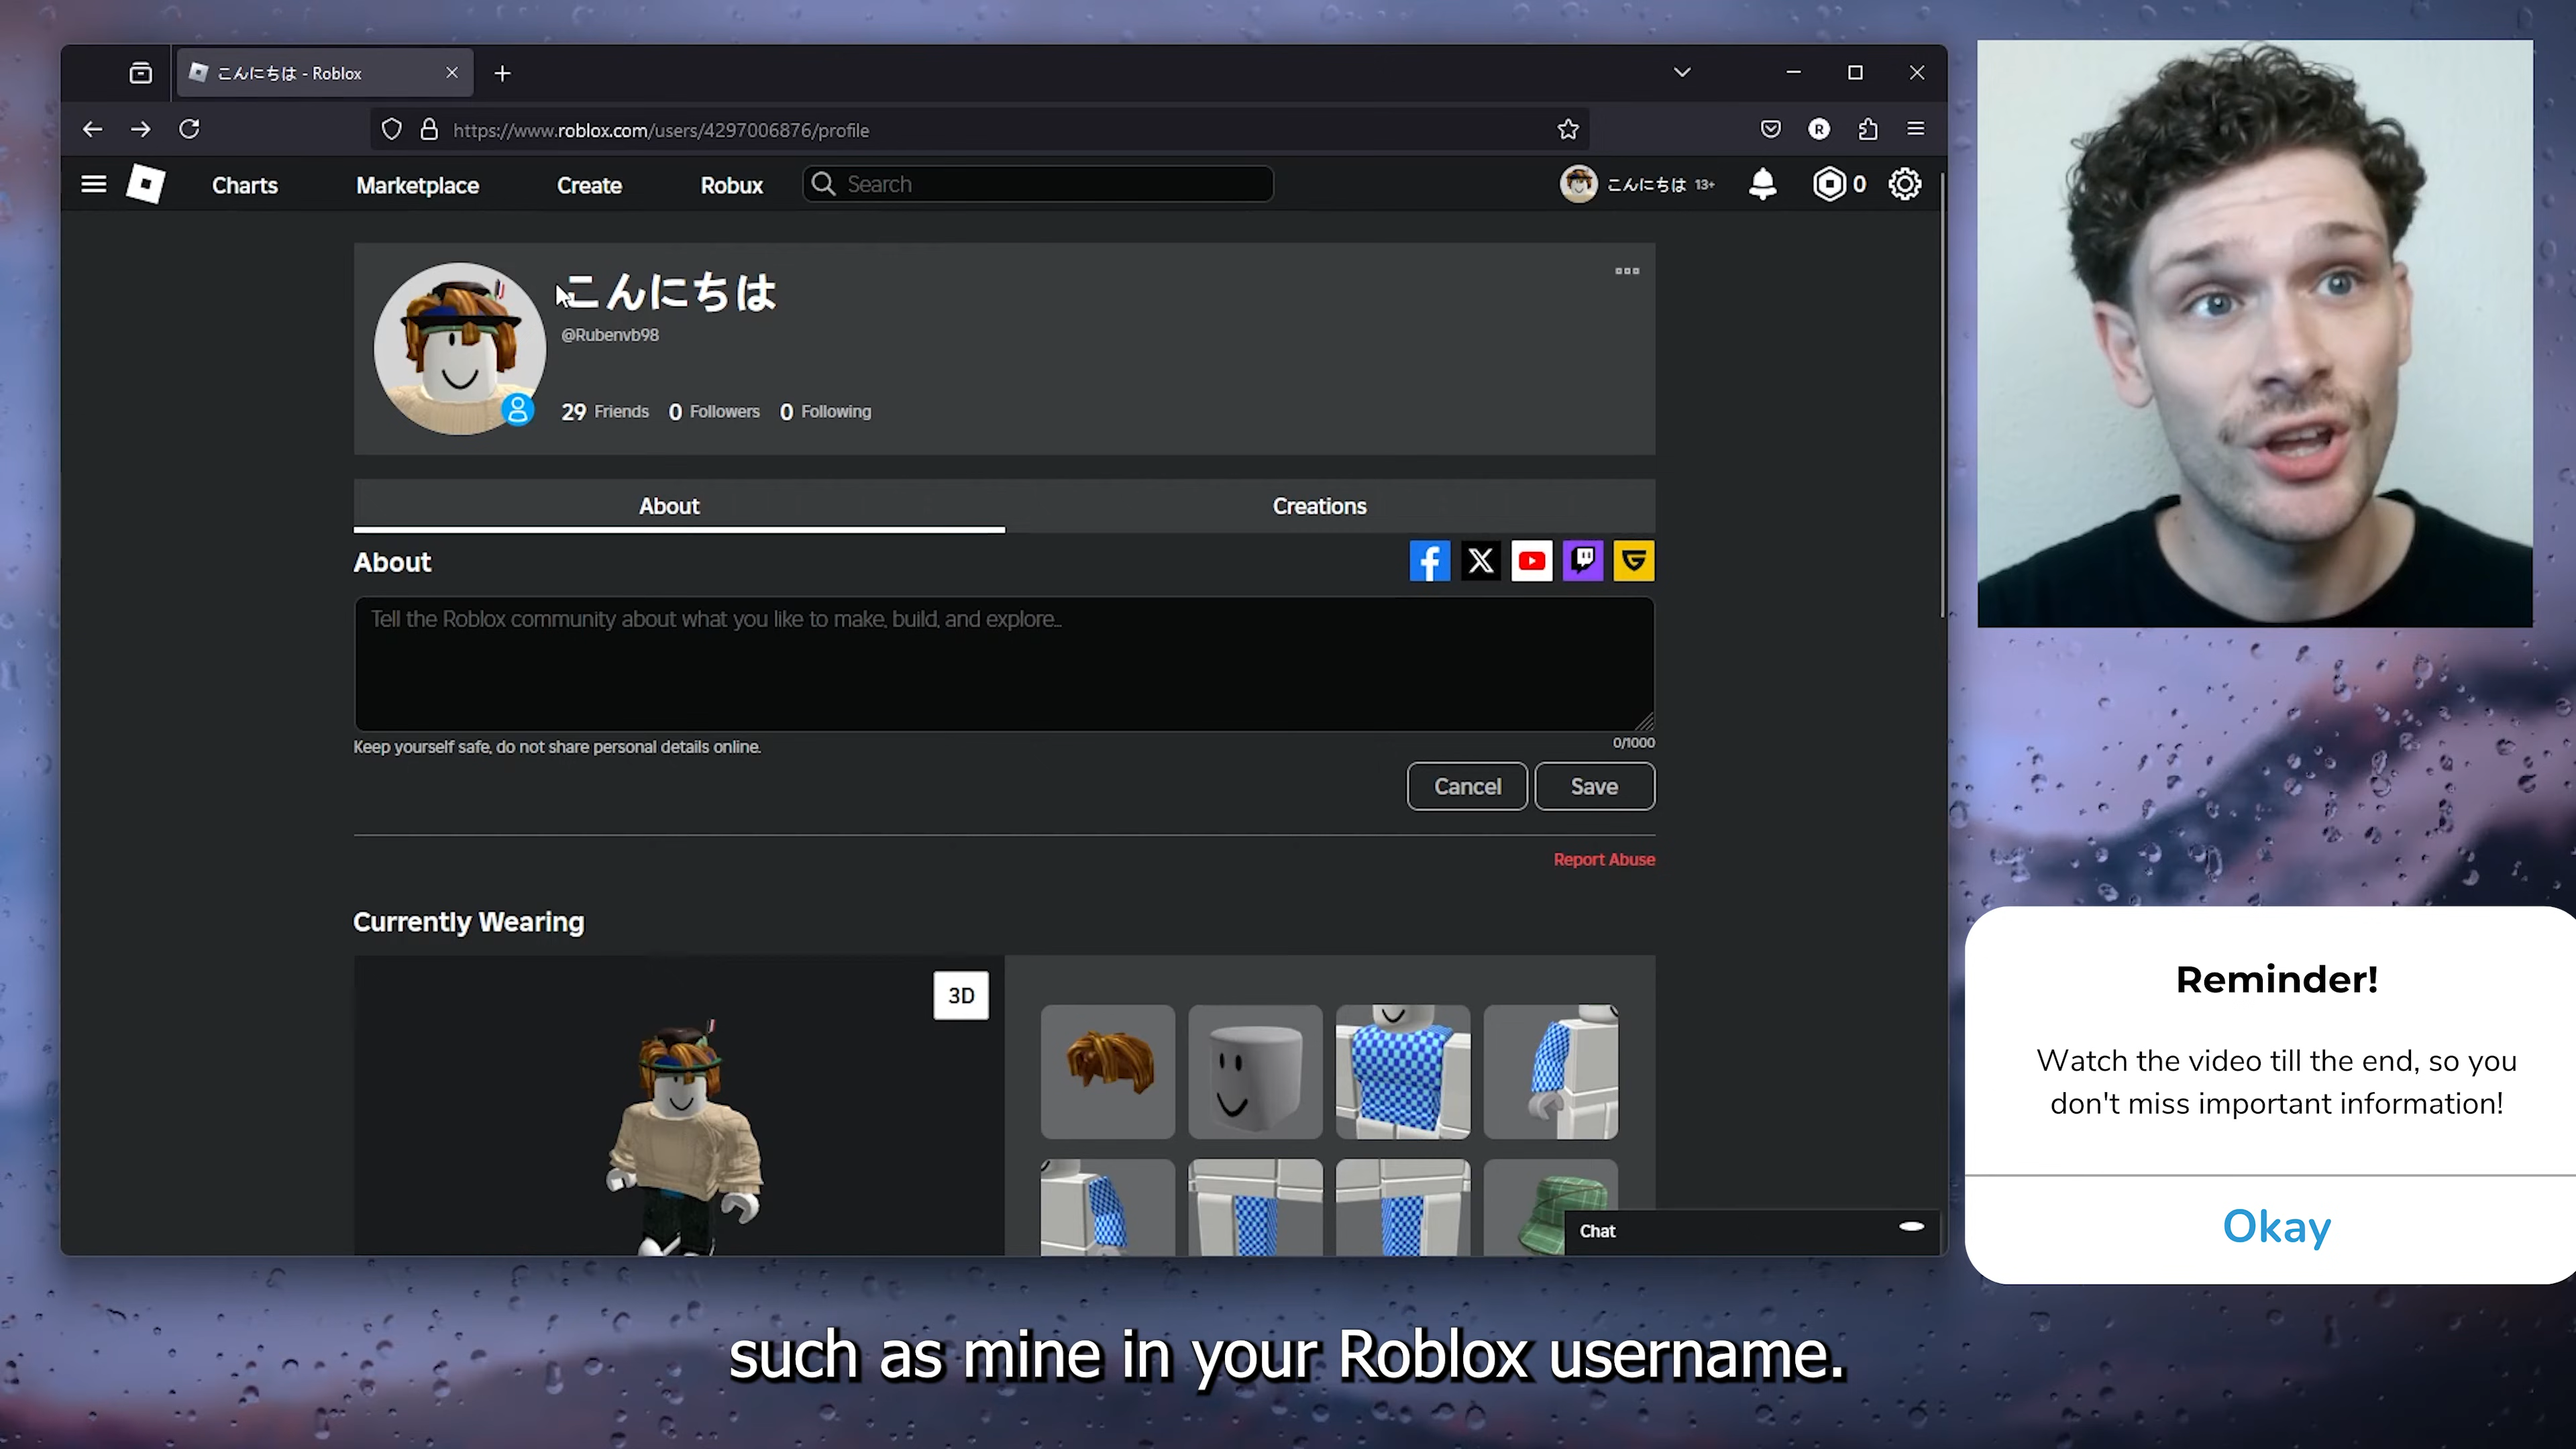 こんにちは - Roblox
https://www.roblox.com/users/4297006876/profile
R
Charts
Marketplace
Create
Robux
Search
こんにちは 13+
0
こんにちは
@Rubenvb98
29 Friends 0 Followers 0 Following
About
Creations
About
Tell the Roblox community about what you like to make, build, and explore...
Keep yourself safe, do not share personal details online.
0/1000
Cancel
Save
Report Abuse
Currently Wearing
3D
Chat
Reminder!
Watch the video till the end, so you
don't miss important information!
Okay
such as mine in your Roblox username.